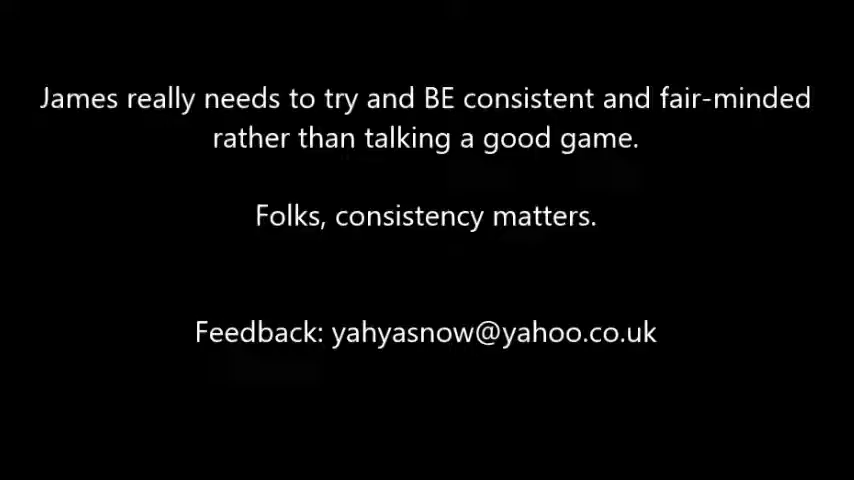 James really needs to try and BE consistent and fair-minded
rather than talking a good game.
Folks, consistency matters.
Feedback: yahyasnow@yahoo.co.uk